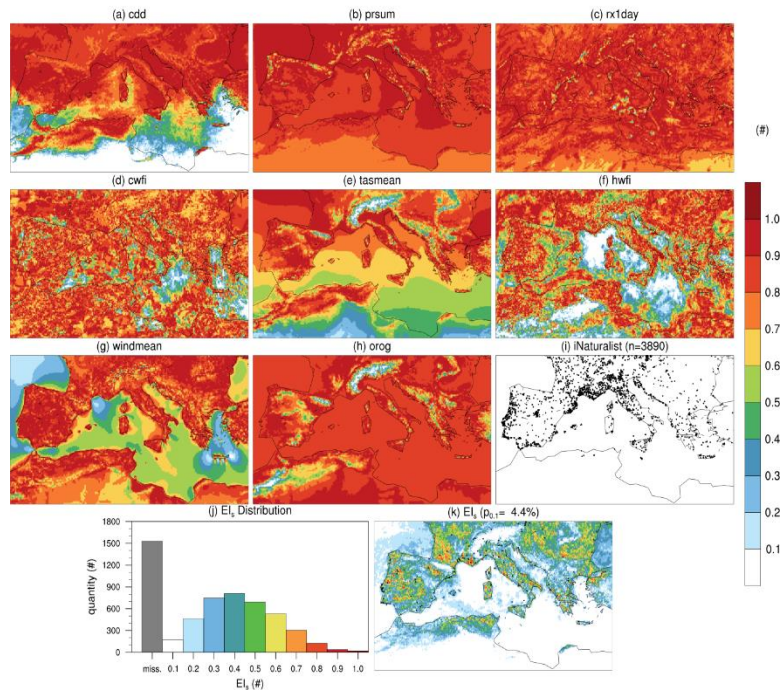 (a) cdd
(b) prsum
(c) rx1day
(#)
(d) cwfi
(e) tasmean
(f) hwfi
1.0
0.9
0.8
0.7
0.6
0.5
0.4
0.3
0.2
0.1
(g) windmean
(h) orog
(i) iNaturalist (n=3890)
(j) EIs Distribution
(k) EIs (p0.1= 4.4%)
quantity (#)
1800
1500
1200
900
600
300
0
miss. 0.1 0.2 0.3 0.4 0.5 0.6 0.7 0.8 0.9 1.0
EIs (#)